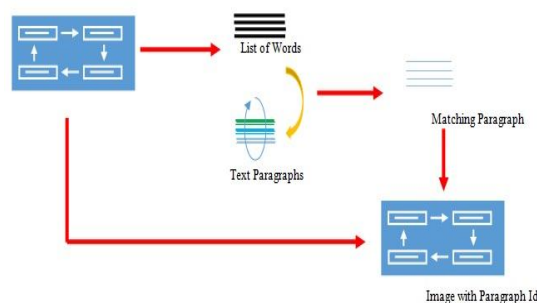 List of Words
Text Paragraphs
Matching Paragraph
Image with Paragraph Id